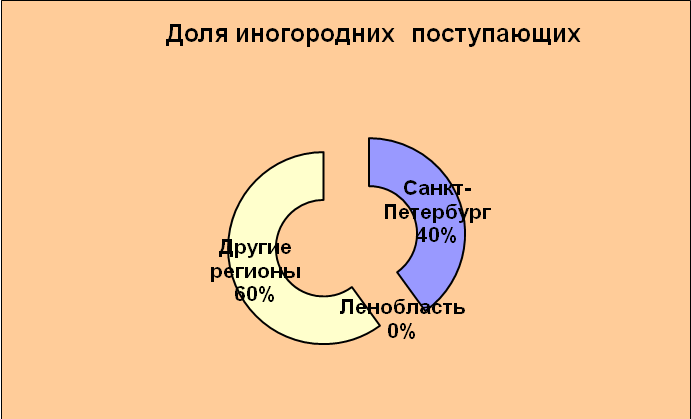 Доля иногородних поступающих
Санкт-
Петербург
40%
Другие
регионы
60%
Ленобласть
0%